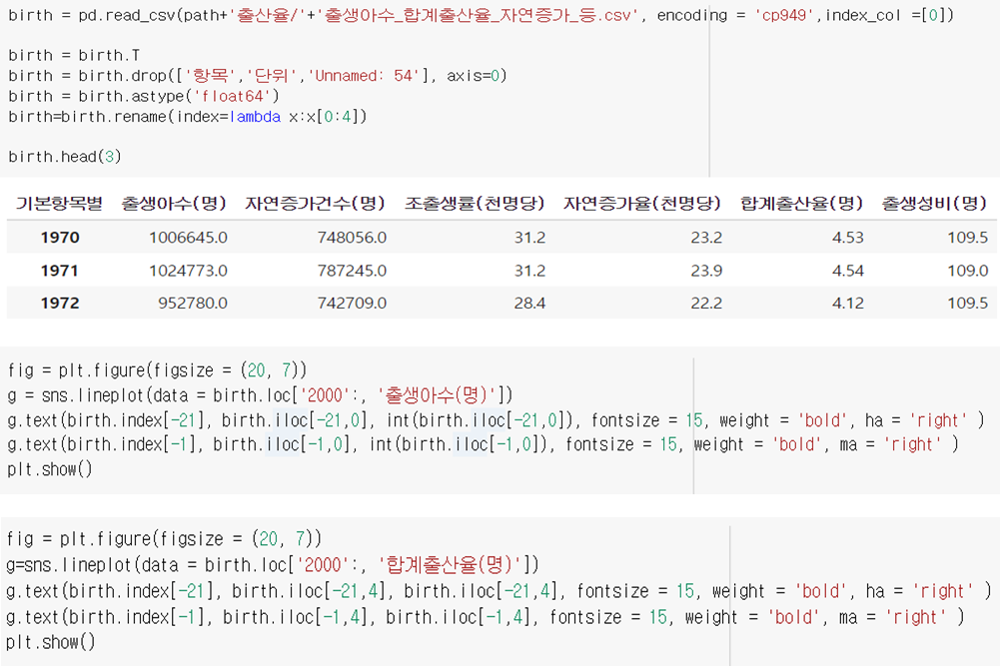 birth = pd.read_csv(path+'출산율/'+'출생아수_합계출산율_자연증가_등.csv', encoding = 'cp949',index_col =[0])
birth = birth.T
birth = birth.drop(['항목','단위','Unnamed: 54'], axis=0)
birth = birth.astype('float64')
birth=birth.rename(index=lambda x:x[0:4])
birth.head(3)
기본항목별 출생아수(명) 자연증가건수(명) 조출생률(천명당) 자연증가율(천명당) 합계출산율(명) 출생성비(명)
1970 1006645.0 748056.0 31.2 23.2 4.53 109.5
1971 1024773.0 787245.0 31.2 23.9 4.54 109.0
1972 952780.0 742709.0 28.4 22.2 4.12 109.5
fig = plt.figure(figsize = (20, 7))
g = sns.lineplot(data = birth.loc['2000':, '출생아수(명)'])
g.text(birth.index[-21], birth.iloc[-21,0], int(birth.iloc[-21,0]), fontsize = 15, weight = 'bold', ha = 'right' )
g.text(birth.index[-1], birth.iloc[-1,0], int(birth.iloc[-1,0]), fontsize = 15, weight = 'bold', ma = 'right' )
plt.show()
fig = plt.figure(figsize = (20, 7))
g=sns.lineplot(data = birth.loc['2000':, '합계출산율(명)'])
g.text(birth.index[-21], birth.iloc[-21,4], birth.iloc[-21,4], fontsize = 15, weight = 'bold', ha = 'right' )
g.text(birth.index[-1], birth.iloc[-1,4], birth.iloc[-1,4], fontsize = 15, weight = 'bold', ma = 'right' )
plt.show()